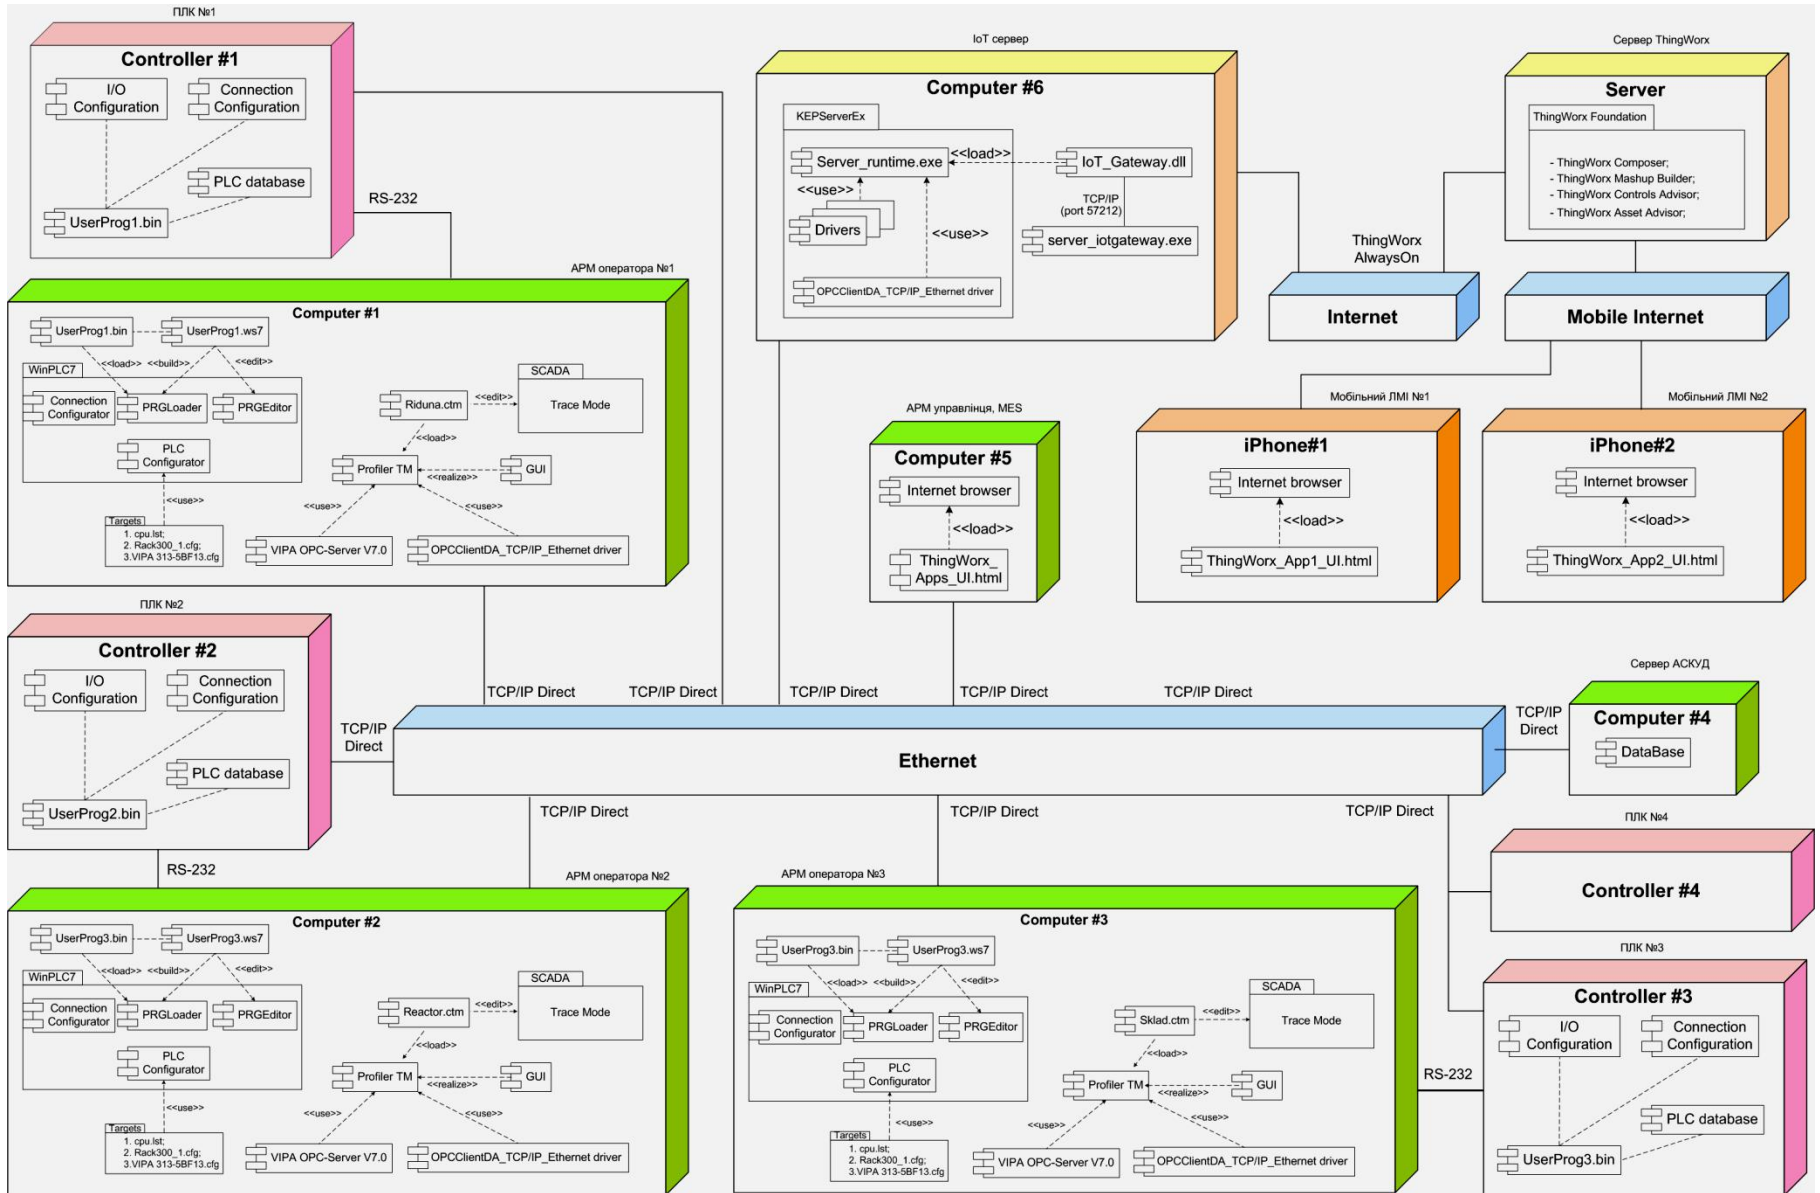 ПЛК №1
Controller #1
I/O
Configuration
Connection
Configuration
PLC database
UserProg1.bin
RS-232
IoT сервер
Computer #6
KEPServerEx
Server_runtime.exe
<<load>>
IoT_Gateway.dll
<<use>>
TCP/IP
(port 57212)
Drivers
<<use>>
server_iotgateway.exe
OPCClientDA_TCP/IP_Ethernet driver
Сервер ThingWorx
Server
ThingWorx Foundation
- ThingWorx Composer;
- ThingWorx Mashup Builder;
- ThingWorx Controls Advisor;
- ThingWorx Asset Advisor;
ThingWorx
AlwaysOn
Internet
Mobile Internet
АРМ оператора №1
Computer #1
UserProg1.bin
UserProg1.ws7
<<load>>
<<build>>
<<edit>>
WinPLC7
Connection
Configurator
PRGLoader
PRGEditor
PLC
Configurator
<<use>>
Targets
1. cpu.lst;
2. Rack300_1.cfg;
3.VIPA 313-5BF13.cfg
SCADA
Trace Mode
Riduna.ctm
<<edit>>
<<load>>
Profiler TM
<<realize>>
GUI
<<use>>
<<use>>
VIPA OPC-Server V7.0
OPCClientDA_TCP/IP_Ethernet driver
АРМ управлінця, MES
Computer #5
Internet browser
<<load>>
ThingWorx_
Apps_UI.html
Мобільний ЛМІ №1
iPhone#1
Internet browser
<<load>>
ThingWorx_App1_UI.html
Мобільний ЛМІ №2
iPhone#2
Internet browser
<<load>>
ThingWorx_App2_UI.html
ПЛК №2
Controller #2
I/O
Configuration
Connection
Configuration
PLC database
UserProg2.bin
RS-232
TCP/IP
Direct
TCP/IP Direct
TCP/IP Direct
TCP/IP Direct
TCP/IP Direct
TCP/IP Direct
Ethernet
TCP/IP
Direct
Сервер АСКУД
Computer #4
DataBase
TCP/IP Direct
TCP/IP Direct
TCP/IP Direct
ПЛК №4
Controller #4
АРМ оператора №2
Computer #2
UserProg3.bin
UserProg3.ws7
<<load>>
<<build>>
<<edit>>
WinPLC7
Connection
Configurator
PRGLoader
PRGEditor
PLC
Configurator
<<use>>
Targets
1. cpu.lst;
2. Rack300_1.cfg;
3.VIPA 313-5BF13.cfg
SCADA
Trace Mode
Reactor.ctm
<<edit>>
<<load>>
Profiler TM
<<realize>>
GUI
<<use>>
<<use>>
VIPA OPC-Server V7.0
OPCClientDA_TCP/IP_Ethernet driver
АРМ оператора №3
Computer #3
UserProg3.bin
UserProg3.ws7
<<load>>
<<build>>
<<edit>>
WinPLC7
Connection
Configurator
PRGLoader
PRGEditor
PLC
Configurator
<<use>>
Targets
1. cpu.lst;
2. Rack300_1.cfg;
3.VIPA 313-5BF13.cfg
SCADA
Trace Mode
Sklad.ctm
<<edit>>
<<load>>
Profiler TM
<<realize>>
GUI
<<use>>
<<use>>
VIPA OPC-Server V7.0
OPCClientDA_TCP/IP_Ethernet driver
RS-232
ПЛК №3
Controller #3
I/O
Configuration
Connection
Configuration
PLC database
UserProg3.bin